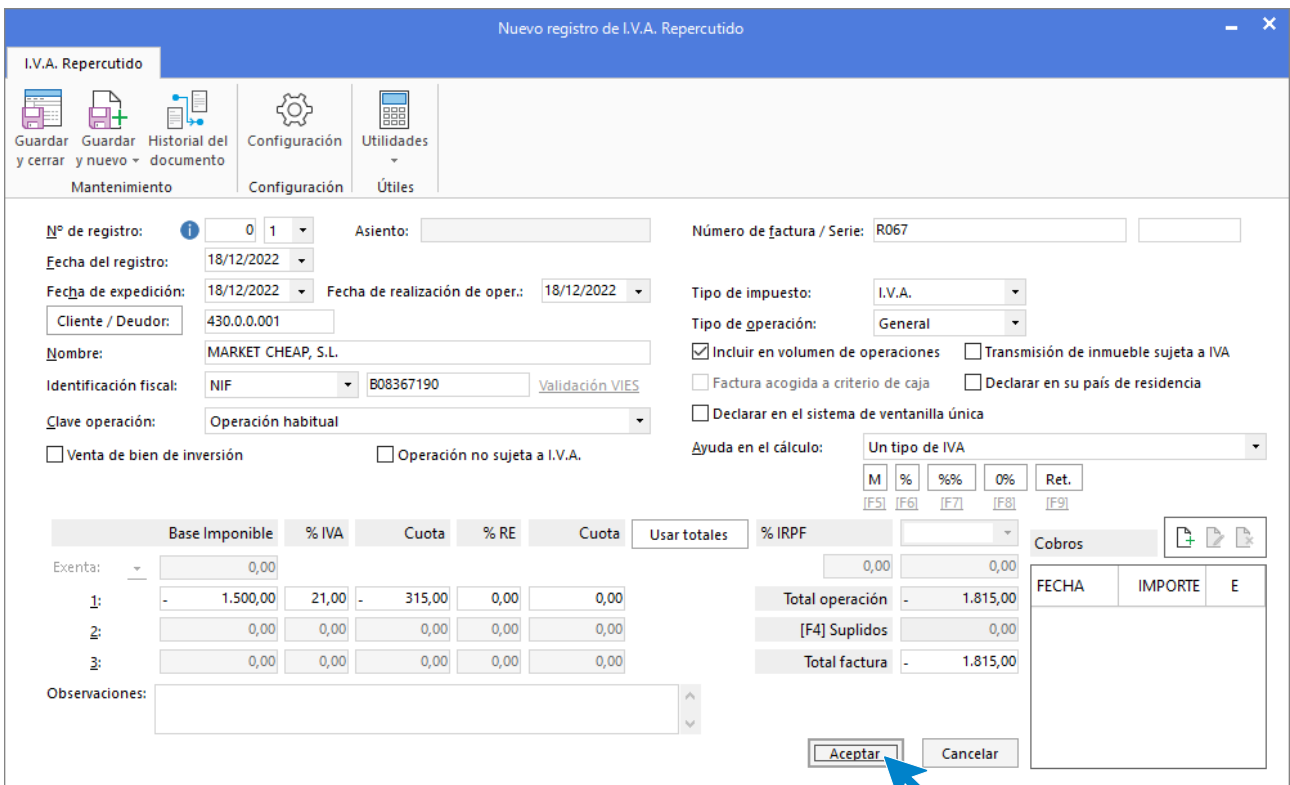 Nuevo registro de I.V.A. Repercutido
I.V.A. Repercutido
Guardar y cerrar
Guardar y nuevo
Historial del documento
Configuración
Utilidades
Mantenimiento
Configuración
Útiles
Nº de registro: 0 1 Asiento:
Número de factura / Serie: R067
Fecha del registro: 18/12/2022
Fecha de expedición: 18/12/2022 Fecha de realización de oper.: 18/12/2022
Tipo de impuesto: I.V.A.
Cliente / Deudor: 430.0.0.001
Tipo de operación: General
Nombre: MARKET CHEAP, S.L.
Incluir en volumen de operaciones Transmisión de inmueble sujeta a IVA
Identificación fiscal: NIF B08367190 Validación VIES
Factura acogida a criterio de caja Declarar en su país de residencia
Clave operación: Operación habitual
Declarar en el sistema de ventanilla única
Venta de bien de inversión Operación no sujeta a I.V.A.
Ayuda en el cálculo: Un tipo de IVA
M % %% 0% Ret.
[F5] [F6] [F7] [F8] [F9]
Base Imponible % IVA Cuota % RE Cuota Usar totales % IRPF
Cobros
Exenta: 0,00 0,00 0,00
FECHA IMPORTE E
1: - 1.500,00 21,00 - 315,00 0,00 0,00 Total operación - 1.815,00
2: 0,00 0,00 0,00 0,00 0,00 [F4] Suplidos 0,00
3: 0,00 0,00 0,00 0,00 0,00 Total factura - 1.815,00
Observaciones:
Aceptar Cancelar